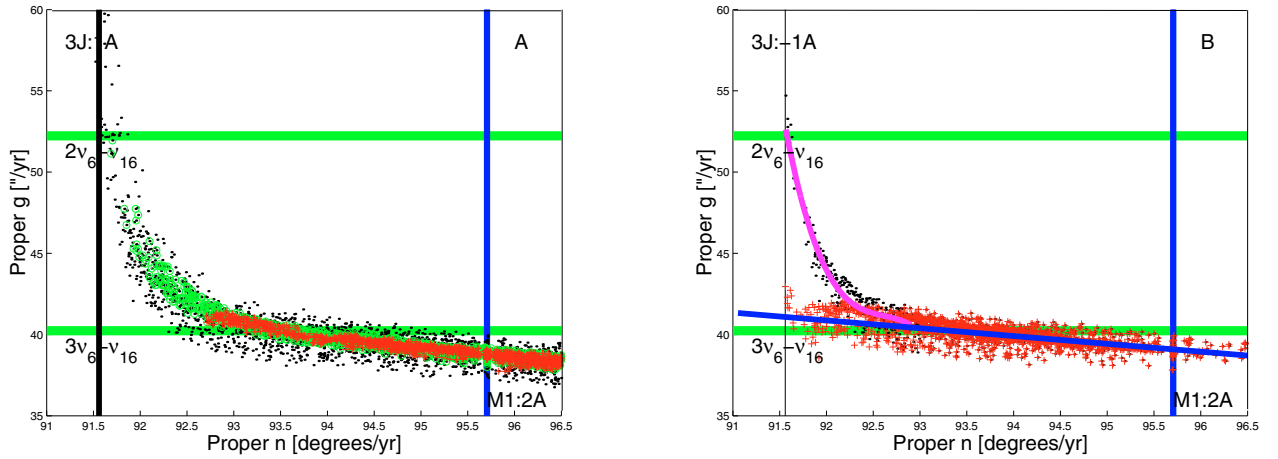 60
55
50
45
40
35
Proper g ["/yr]
3J:-1A
A
2ν6−ν16
3ν6−ν16
M1:2A
91 91.5 92 92.5 93 93.5 94 94.5 95 95.5 96 96.5
Proper n [degrees/yr]
60
55
50
45
40
35
Proper g ["/yr]
3J:−1A
B
2ν6−ν16
3ν6−ν16
M1:2A
91 91.5 92 92.5 93 93.5 94 94.5 95 95.5 96 96.5
Proper n [degrees/yr]